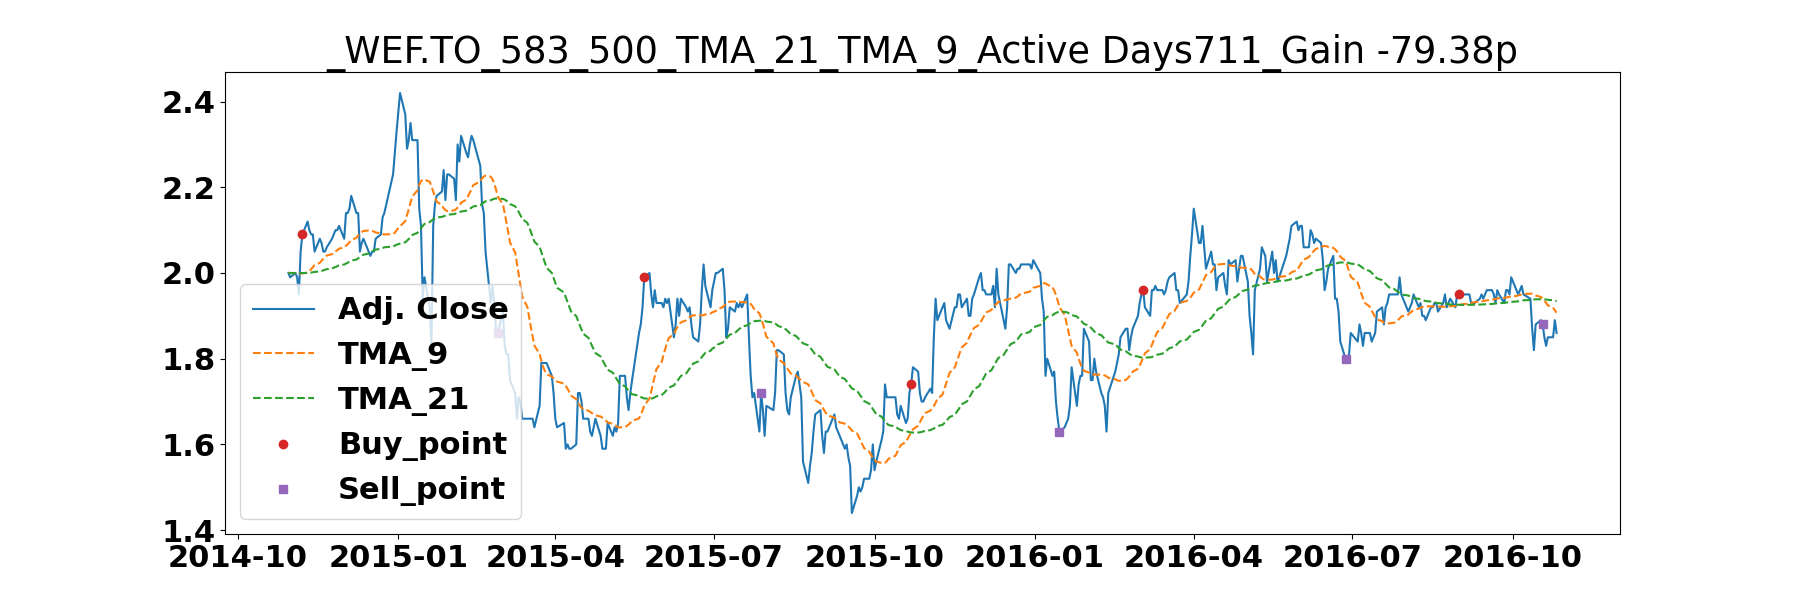 _WEF.TO_583_500_TMA_21_TMA_9_Active Days711_Gain -79.38p
2.4
2.2
2.0
1.8
1.6
1.4
Adj. Close
TMA_9
TMA_21
Buy_point
Sell_point
2014-10 2015-01 2015-04 2015-07 2015-10 2016-01 2016-04 2016-07 2016-10